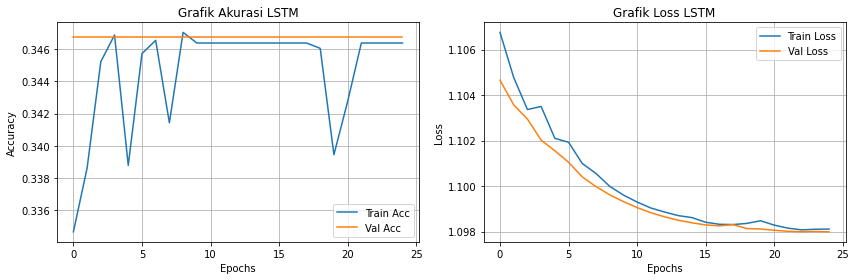 Grafik Akurasi LSTM
0.346
0.344
0.342
0.340
0.338
0.336
Accuracy
0
5
10
15
20
25
Epochs
Train Acc
Val Acc
Grafik Loss LSTM
1.106
1.104
1.102
1.100
1.098
Loss
0
5
10
15
20
25
Epochs
Train Loss
Val Loss